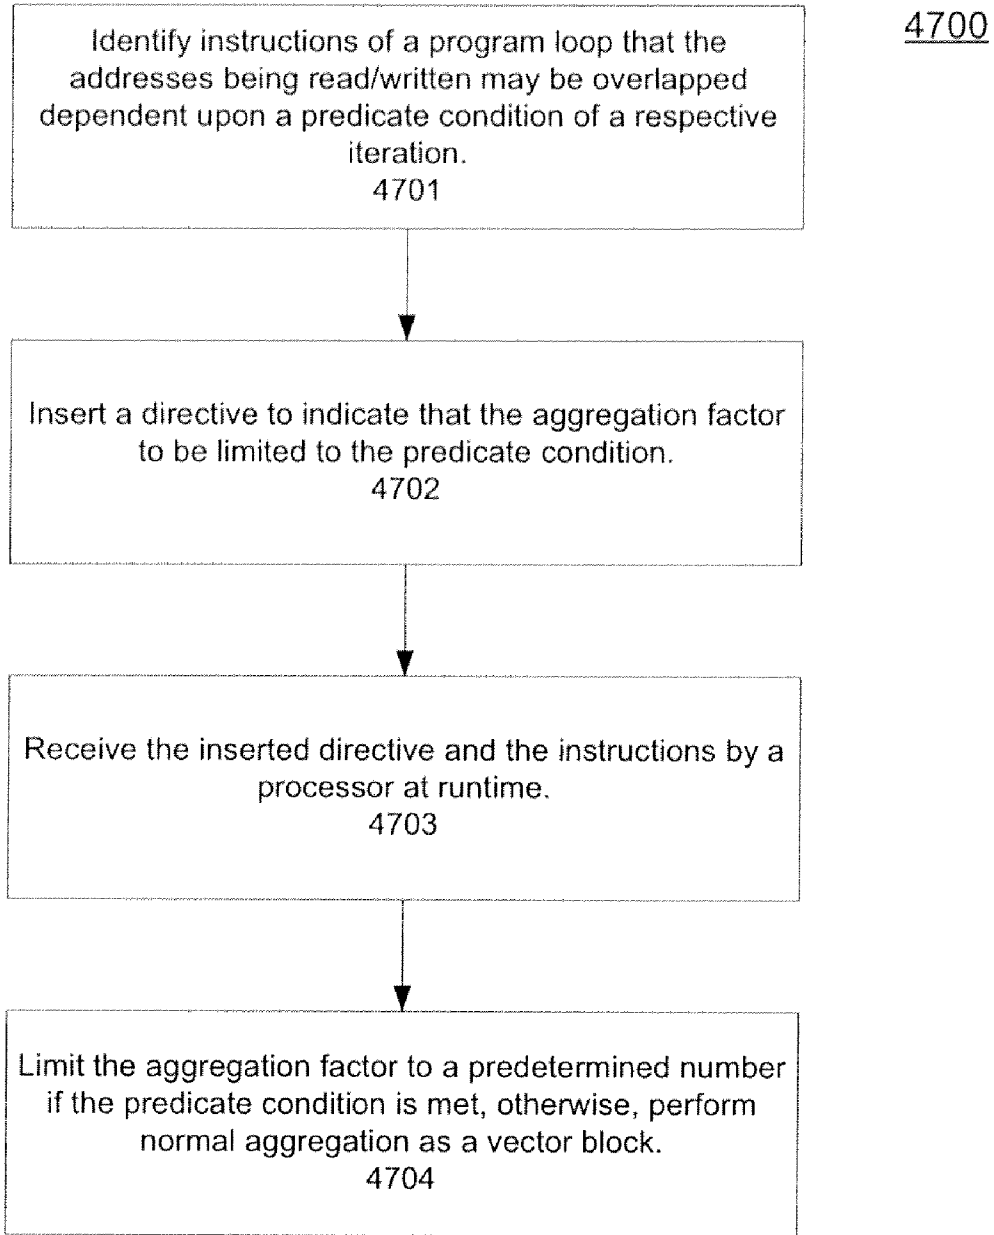 4700
Identify instructions of a program loop that the
addresses being read/written may be overlapped
dependent upon a predicate condition of a respective
iteration.
4701
Insert a directive to indicate that the aggregation factor
to be limited to the predicate condition.
4702
Receive the inserted directive and the instructions by a
processor at runtime.
4703
Limit the aggregation factor to a predetermined number
if the predicate condition is met, otherwise, perform
normal aggregation as a vector block.
4704